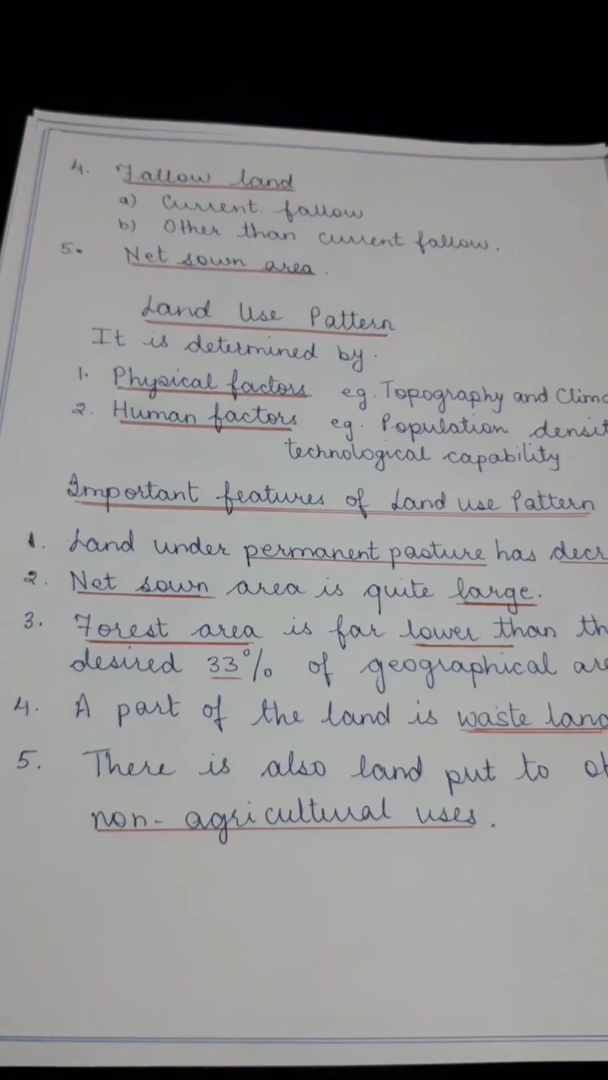 4. Fallow land
a) Current fallow
b) Other than current fallow.
5. Net sown area.
Land Use Pattern
It is determined by.
1. Physical factors eg. Topography and
2. Human factors eg. Population
technological capability
Important features of Land use Pattern
1. Land under permanent pasture has
2. Net sown area is quite large.
3. Forest area is far lower than
desired 33% of geographical
4. A part of the land is waste
5. There is also land put to
non-agricultural uses.